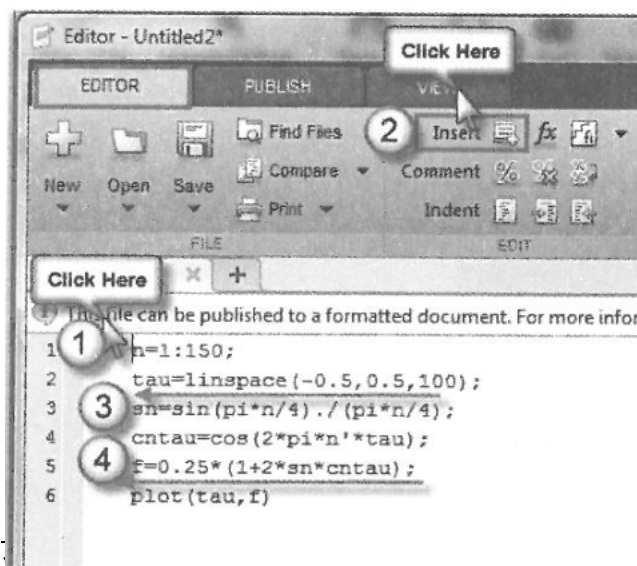 Editor - Untitled2*
Click Here
EDITOR PUBLISH
Find Files 2 Insert fx
Compare Comment %
New Open Save Print Indent
FILE EDIT
Click Here × +
file can be published to a formatted document. For more infor
1 1 n=1:150;
2 tau=linspace(-0.5,0.5,100);
3 3 sn=sin(pi*n/4)./(pi*n/4);
4 cntau=cos(2*pi*n'*tau);
5 4 f=0.25*(1+2*sn*cntau);
6 plot(tau,f)